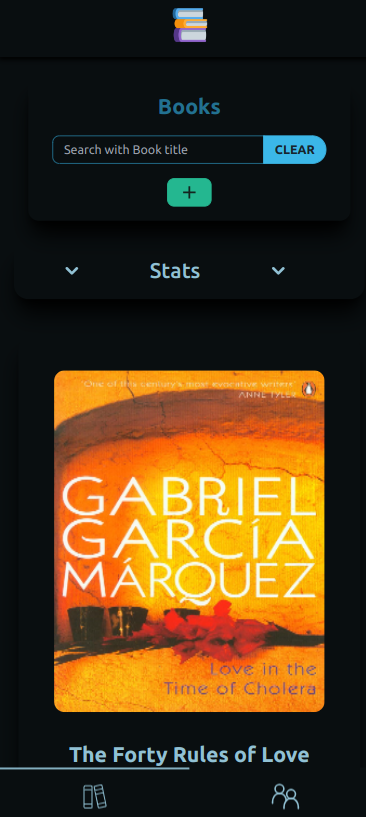 Books
Search with Book title
CLEAR
+
Stats
"One of this century's most evocative writers"
ANNE TYLER
GABRIEL
GARCÍA
MÁRQUEZ
Love in the
Time of Cholera
The Forty Rules of Love